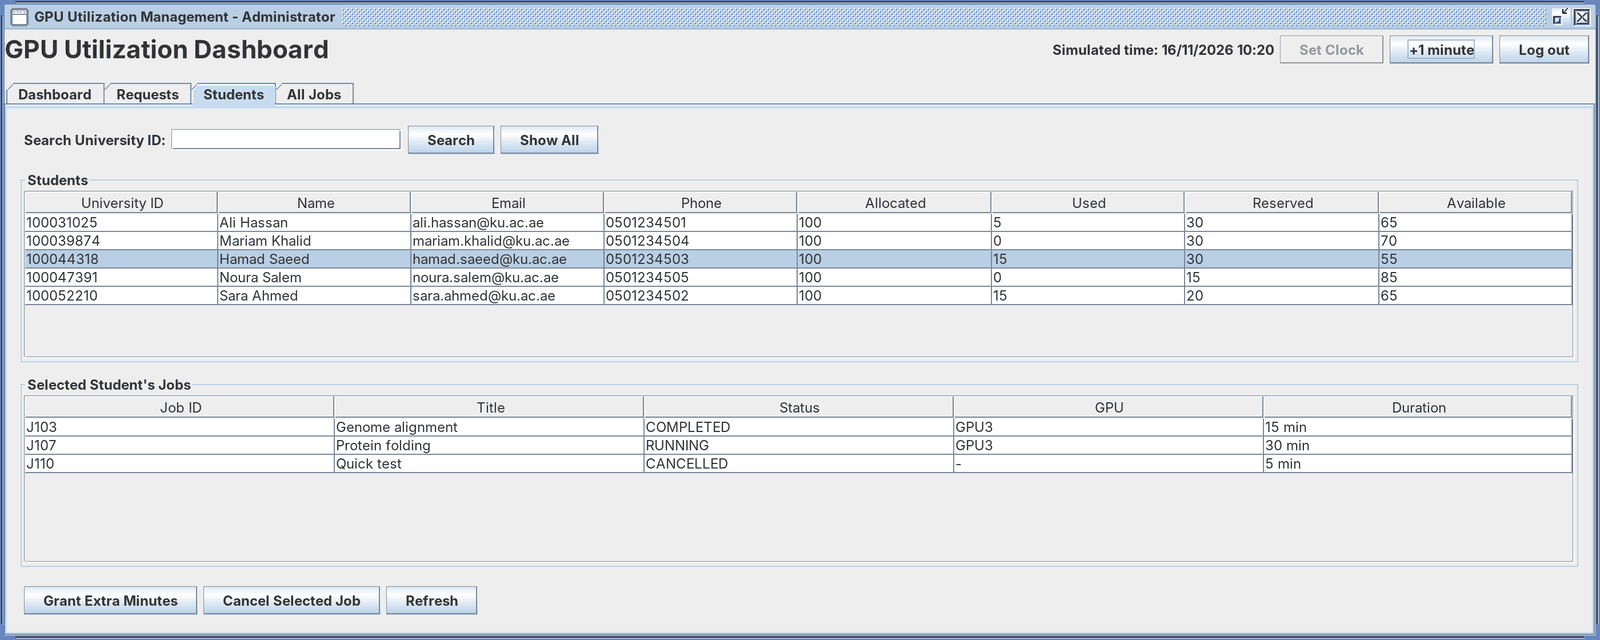 GPU Utilization Management - Administrator
GPU Utilization Dashboard
Simulated time: 16/11/2026 10:20 Set Clock +1 minute Log out
Dashboard Requests Students All Jobs
Search University ID: Search Show All
Students
University ID Name Email Phone Allocated Used Reserved Available
100031025 Ali Hassan ali.hassan@ku.ac.ae 0501234501 100 5 30 65
100039874 Mariam Khalid mariam.khalid@ku.ac.ae 0501234504 100 0 30 70
100044318 Hamad Saeed hamad.saeed@ku.ac.ae 0501234503 100 15 30 55
100047391 Noura Salem noura.salem@ku.ac.ae 0501234505 100 0 15 85
100052210 Sara Ahmed sara.ahmed@ku.ac.ae 0501234502 100 15 20 65
Selected Student's Jobs
Job ID Title Status GPU Duration
J103 Genome alignment COMPLETED GPU3 15 min
J107 Protein folding RUNNING GPU3 30 min
J110 Quick test CANCELLED - 5 min
Grant Extra Minutes Cancel Selected Job Refresh